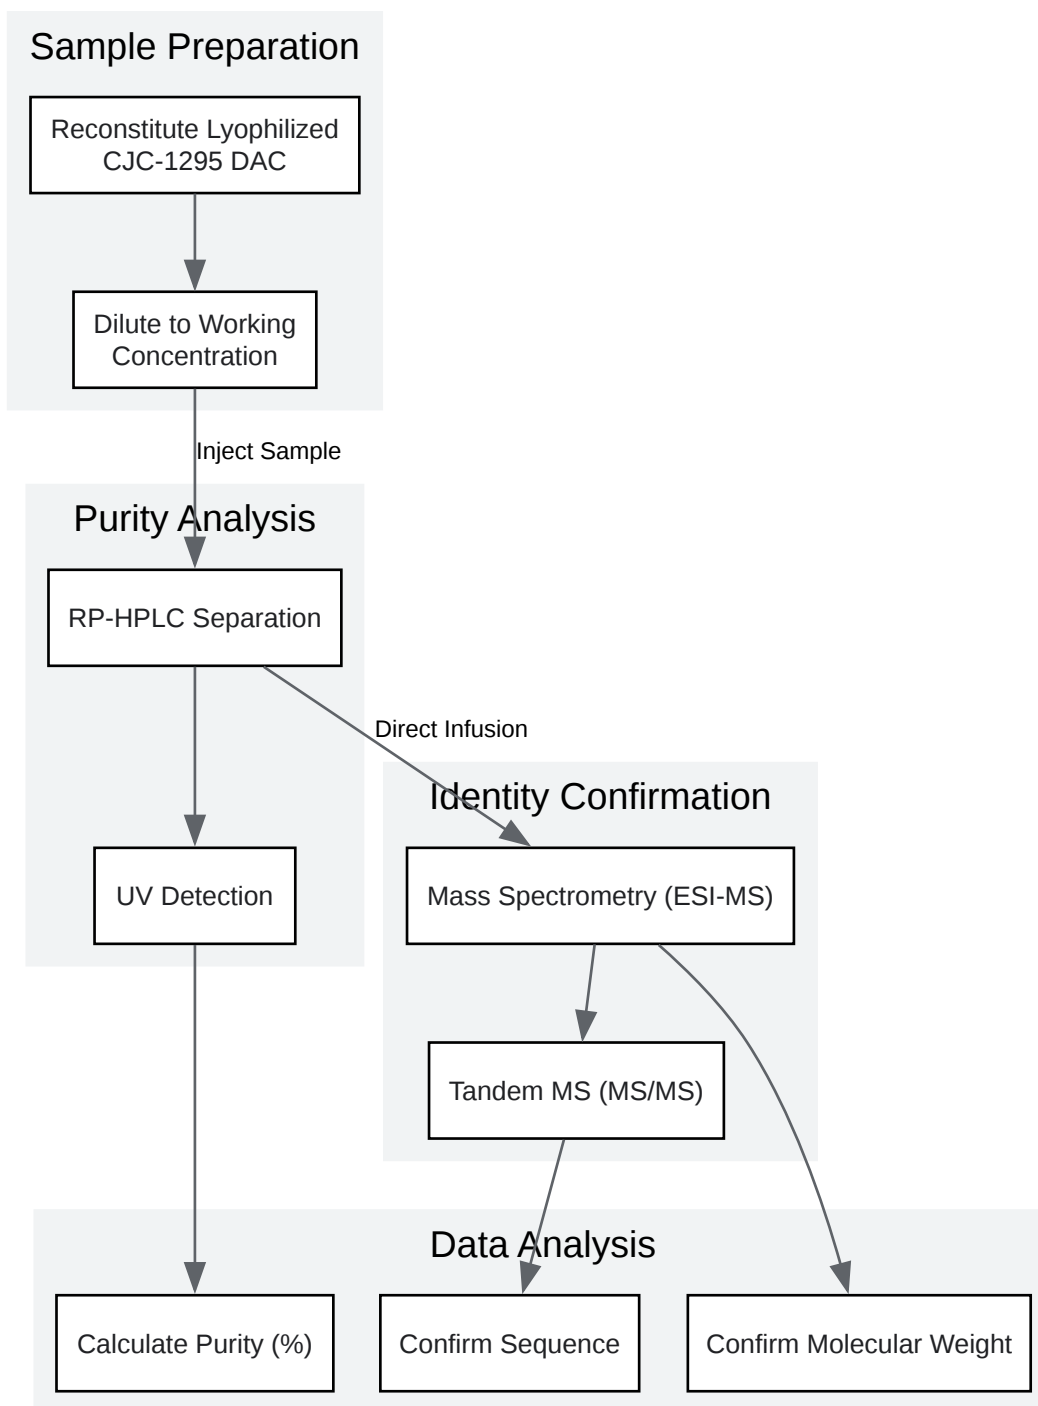 Sample Preparation
Reconstitute Lyophilized
CJC-1295 DAC
Dilute to Working
Concentration
Inject Sample
Purity Analysis
RP-HPLC Separation
Direct Infusion
Identity Confirmation
UV Detection
Mass Spectrometry (ESI-MS)
Tandem MS (MS/MS)
Data Analysis
Calculate Purity (%)
Confirm Sequence
Confirm Molecular Weight